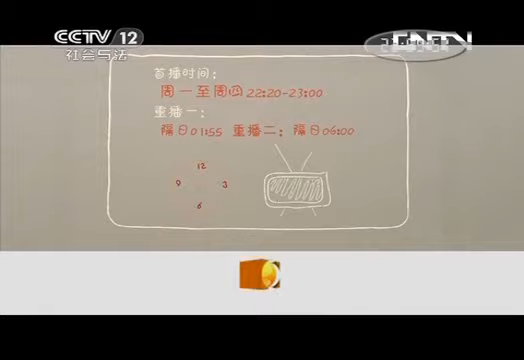 CCTV 12
社会与法
首播时间：
周一至周四 22:20-23:00
重播一：
隔日01:55 重播二：隔日06:00
12
9 3
6